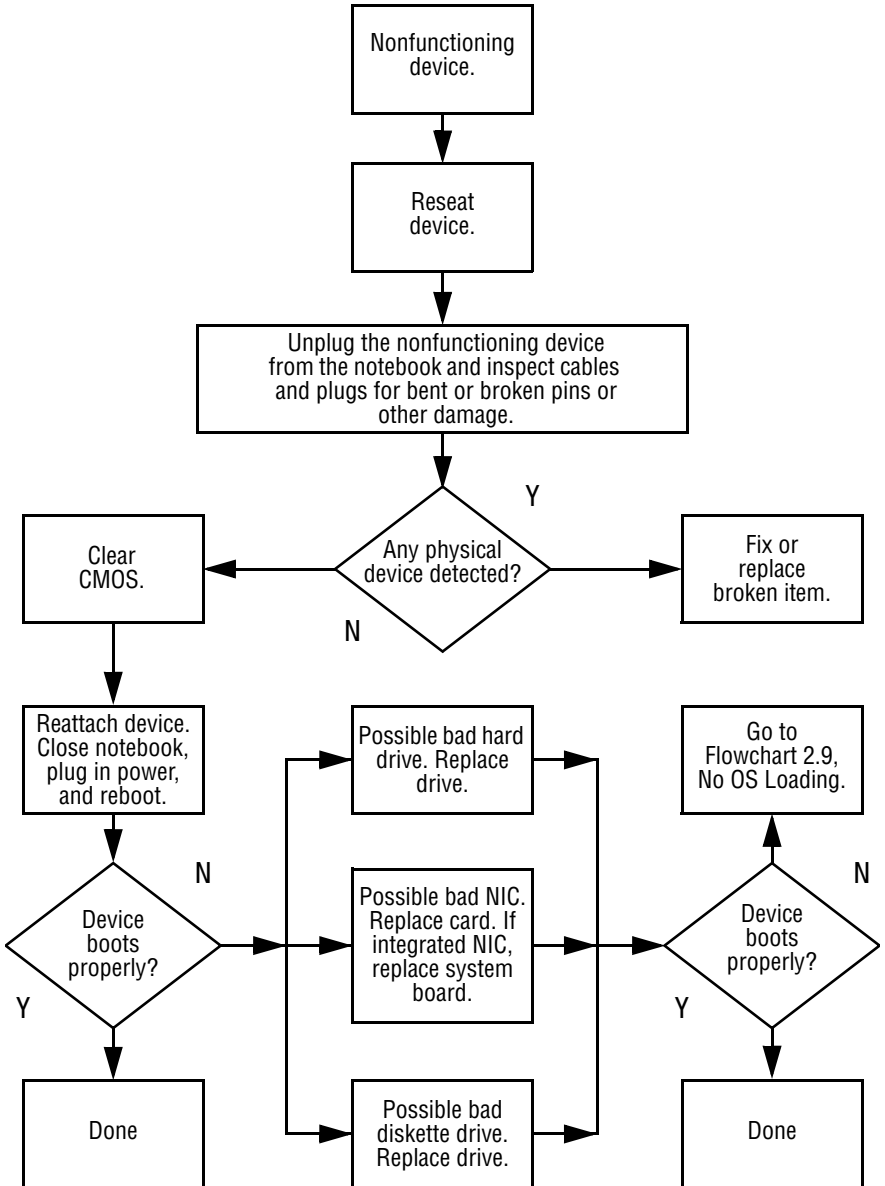 Nonfunctioning
device.
Reseat
device.
Unplug the nonfunctioning device
from the notebook and inspect cables
and plugs for bent or broken pins or
other damage.
Y
Any physical
device detected?
N
Clear
CMOS.
Fix or
replace
broken item.
Reattach device.
Close notebook,
plug in power,
and reboot.
Possible bad hard
drive. Replace
drive.
Go to
Flowchart 2.9,
No OS Loading.
N
Device
boots
properly?
Y
Possible bad NIC.
Replace card. If
integrated NIC,
replace system
board.
N
Device
boots
properly?
Y
Done
Possible bad
diskette drive.
Replace drive.
Done